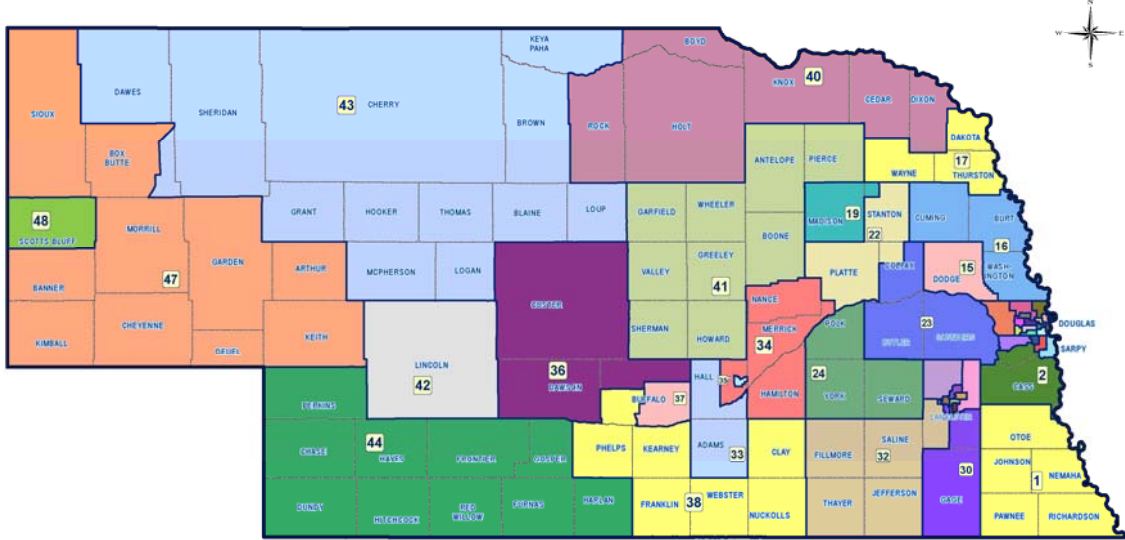 N
W E
S
BOYD
KEYA
PAHA
KNOX
40
CEDAR
DIXON
DAWES
43
CHERRY
SIOUX
SHERIDAN
BROWN
ROCK
HOLT
DAKOTA
BOX
BUTTE
ANTELOPE
PIERCE
17
WAYNE
THURSTON
48
SCOTTS BLUFF
MORRILL
GRANT
HOOKER
THOMAS
BLAINE
LOUP
GARFIELD
WHEELER
MADISON
19
STANTON
22
CUMING
BURT
16
BOONE
GARDEN
ARTHUR
MCPHERSON
LOGAN
VALLEY
GREELEY
PLATTE
COLFAX
DODGE
15
WASH-
INGTON
BANNER
47
41
CUSTER
NANCE
KIMBALL
CHEYENNE
DEUEL
KEITH
SHERMAN
HOWARD
MERRICK
34
POLK
23
BUTLER
SAUNDERS
DOUGLAS
SARPY
LINCOLN
42
36
DAWSON
HALL
35
HAMILTON
24
YORK
SEWARD
CASS
2
PERKINS
BUFFALO
37
LANCASTER
CHASE
44
HAYES
FRONTIER
GOSPER
PHELPS
KEARNEY
ADAMS
33
CLAY
FILLMORE
SALINE
32
OTOE
JOHNSON
NEMAHA
1
30
GAGE
DUNDY
HITCHCOCK
RED
WILLOW
FURNAS
HARLAN
FRANKLIN
38
WEBSTER
NUCKOLLS
THAYER
JEFFERSON
PAWNEE
RICHARDSON